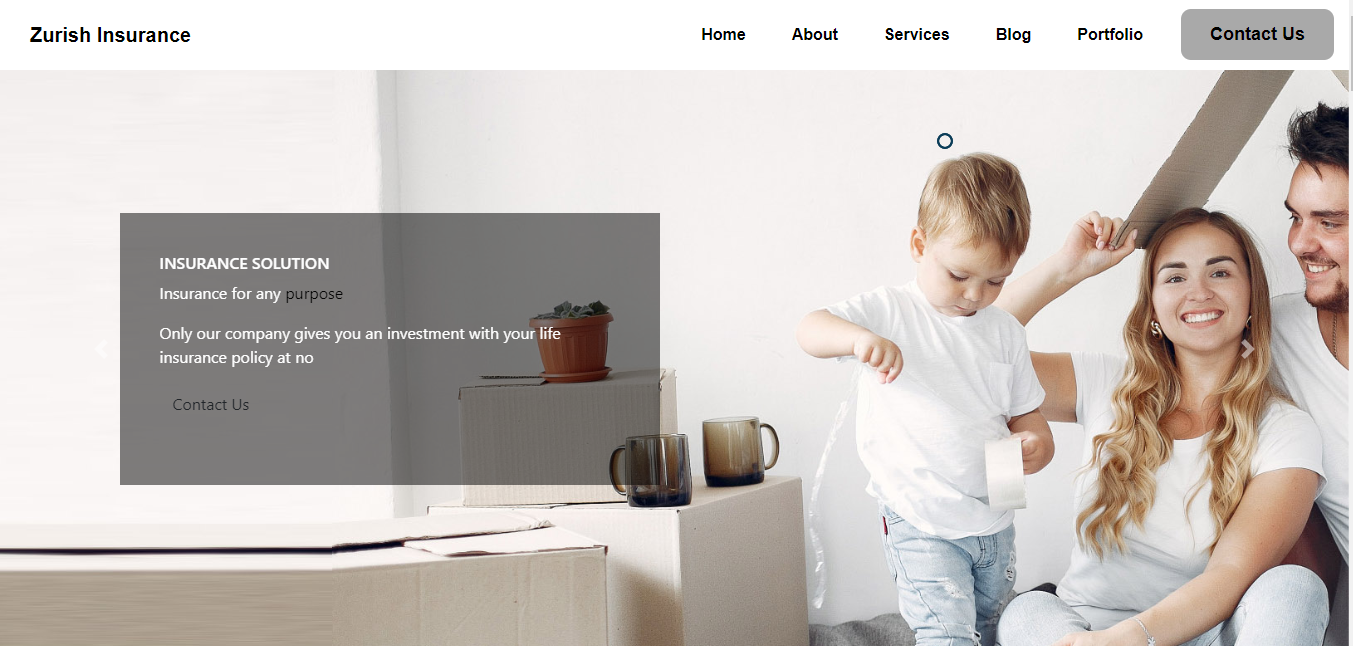 Zurish Insurance
Home About Services Blog Portfolio Contact Us
INSURANCE SOLUTION
Insurance for any purpose
Only our company gives you an investment with your life
insurance policy at no
Contact Us